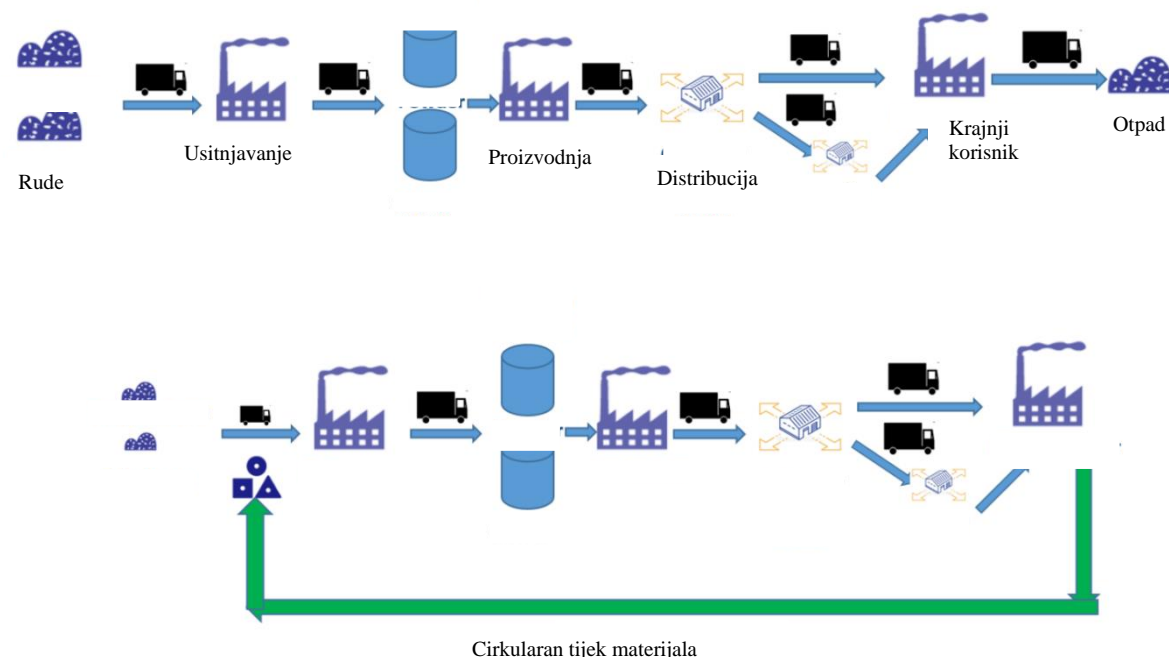 Usitnjavanje
Proizvodnja
Krajnji
korisnik
Otpad
Rude
Distribucija
Cirkularan tijek materijala